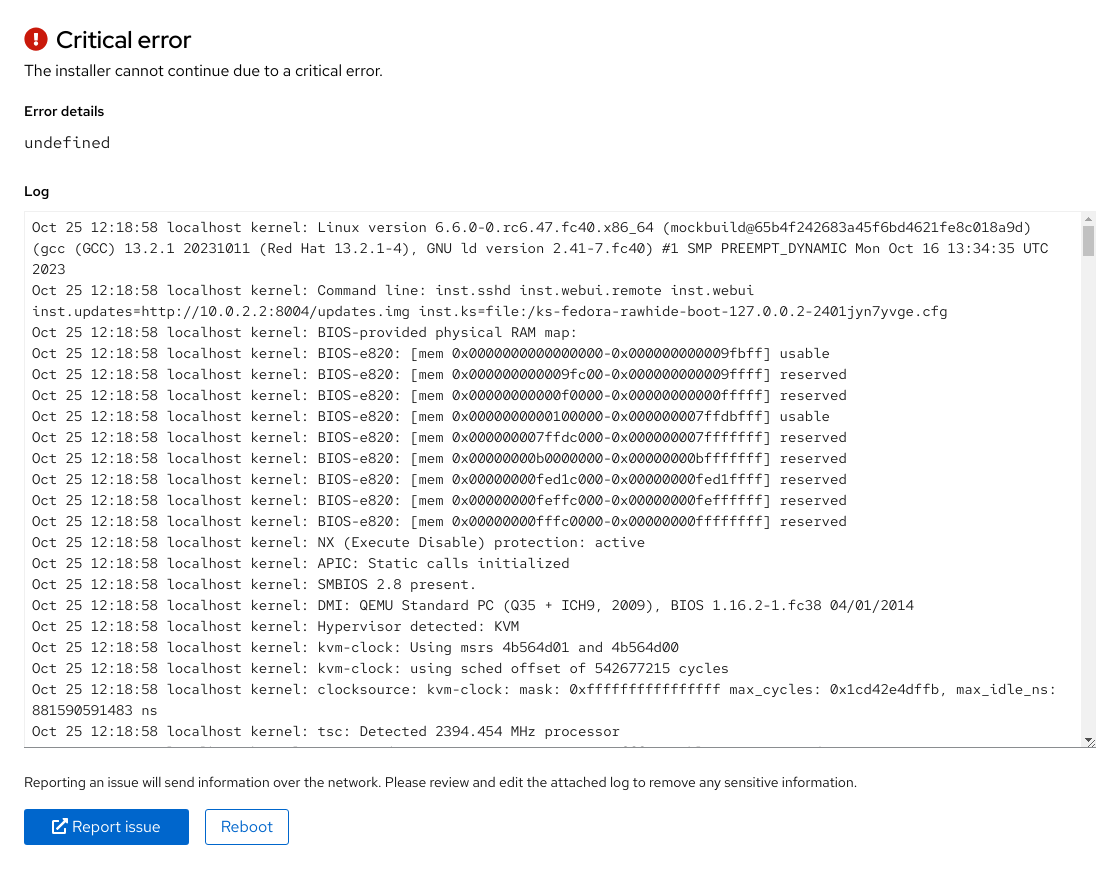 Critical error
The installer cannot continue due to a critical error.
Error details
undefined
Log
Oct 25 12:18:58 localhost kernel: Linux version 6.6.0-0.rc6.47.fc40.x86_64 (mockbuild@65b4f242683a45f6bd4621fe8c018a9d)
(gcc (GCC) 13.2.1 20231011 (Red Hat 13.2.1-4), GNU ld version 2.41-7.fc40) #1 SMP PREEMPT_DYNAMIC Mon Oct 16 13:34:35 UTC
2023
Oct 25 12:18:58 localhost kernel: Command line: inst.sshd inst.webui.remote inst.webui
inst.updates=http://10.0.2.2:8004/updates.img inst.ks=file:/ks-fedora-rawhide-boot-127.0.0.2-2401jyn7yvge.cfg
Oct 25 12:18:58 localhost kernel: BIOS-provided physical RAM map:
Oct 25 12:18:58 localhost kernel: BIOS-e820: [mem 0x0000000000000000-0x000000000009fbff] usable
Oct 25 12:18:58 localhost kernel: BIOS-e820: [mem 0x000000000009fc00-0x000000000009ffff] reserved
Oct 25 12:18:58 localhost kernel: BIOS-e820: [mem 0x00000000000f0000-0x00000000000fffff] reserved
Oct 25 12:18:58 localhost kernel: BIOS-e820: [mem 0x0000000000100000-0x000000007ffdbfff] usable
Oct 25 12:18:58 localhost kernel: BIOS-e820: [mem 0x000000007ffdc000-0x000000007fffffff] reserved
Oct 25 12:18:58 localhost kernel: BIOS-e820: [mem 0x00000000b0000000-0x00000000bfffffff] reserved
Oct 25 12:18:58 localhost kernel: BIOS-e820: [mem 0x00000000fed1c000-0x00000000fed1ffff] reserved
Oct 25 12:18:58 localhost kernel: BIOS-e820: [mem 0x00000000feffc000-0x00000000feffffff] reserved
Oct 25 12:18:58 localhost kernel: BIOS-e820: [mem 0x00000000fffc0000-0x00000000ffffffff] reserved
Oct 25 12:18:58 localhost kernel: NX (Execute Disable) protection: active
Oct 25 12:18:58 localhost kernel: APIC: Static calls initialized
Oct 25 12:18:58 localhost kernel: SMBIOS 2.8 present.
Oct 25 12:18:58 localhost kernel: DMI: QEMU Standard PC (Q35 + ICH9, 2009), BIOS 1.16.2-1.fc38 04/01/2014
Oct 25 12:18:58 localhost kernel: Hypervisor detected: KVM
Oct 25 12:18:58 localhost kernel: kvm-clock: Using msrs 4b564d01 and 4b564d00
Oct 25 12:18:58 localhost kernel: kvm-clock: using sched offset of 542677215 cycles
Oct 25 12:18:58 localhost kernel: clocksource: kvm-clock: mask: 0xffffffffffffffff max_cycles: 0x1cd42e4dffb, max_idle_ns:
881590591483 ns
Oct 25 12:18:58 localhost kernel: tsc: Detected 2394.454 MHz processor
Reporting an issue will send information over the network. Please review and edit the attached log to remove any sensitive information.
Report issue
Reboot